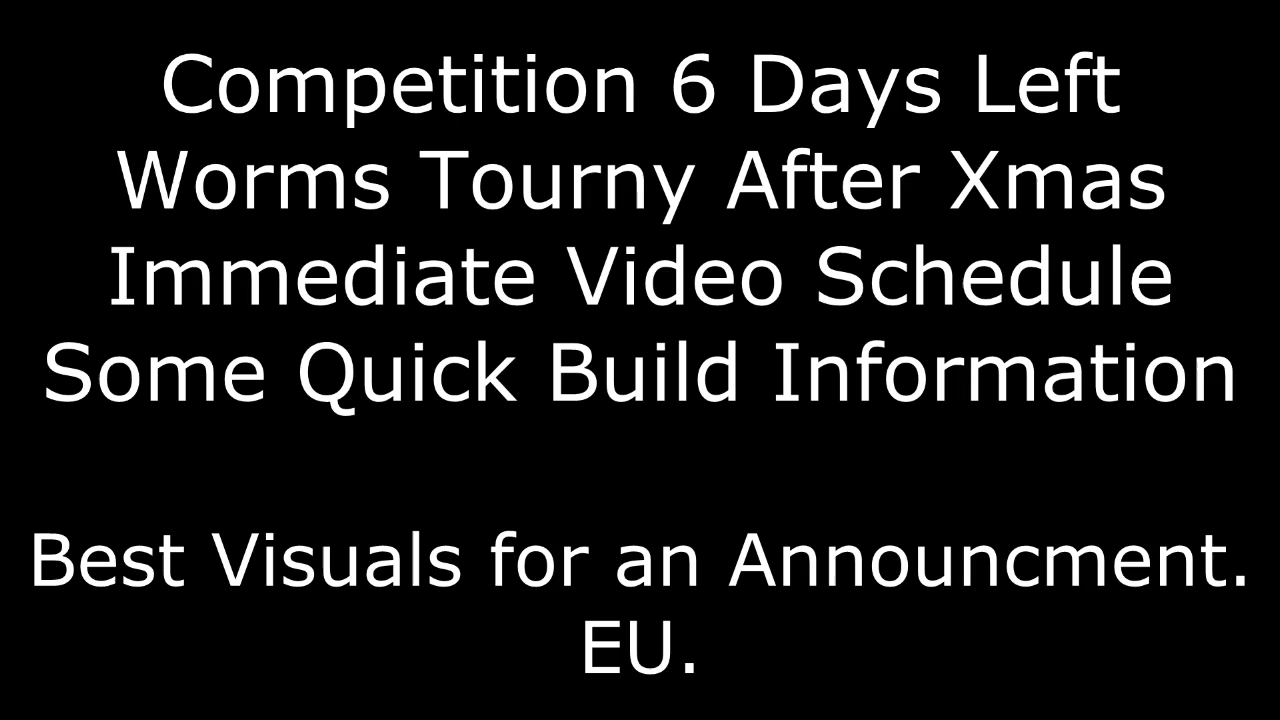 Competition 6 Days Left
Worms Tourny After Xmas
Immediate Video Schedule
Some Quick Build Information
Best Visuals for an Announcment.
EU.